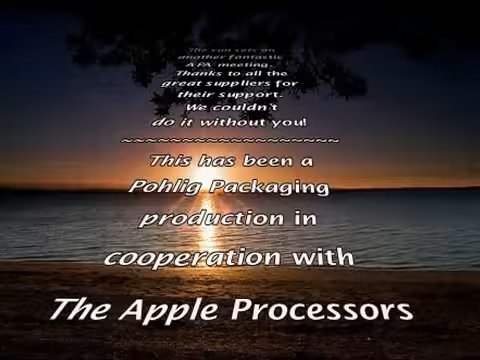 The sun sets on
another fantastic
APA meeting.
Thanks to all the
great suppliers for
their support.
We couldn't
do it without you!
~~~~~~~~~~~~~~~~~~
This has been a
Pohlig Packaging
production in
cooperation with
The Apple Processors